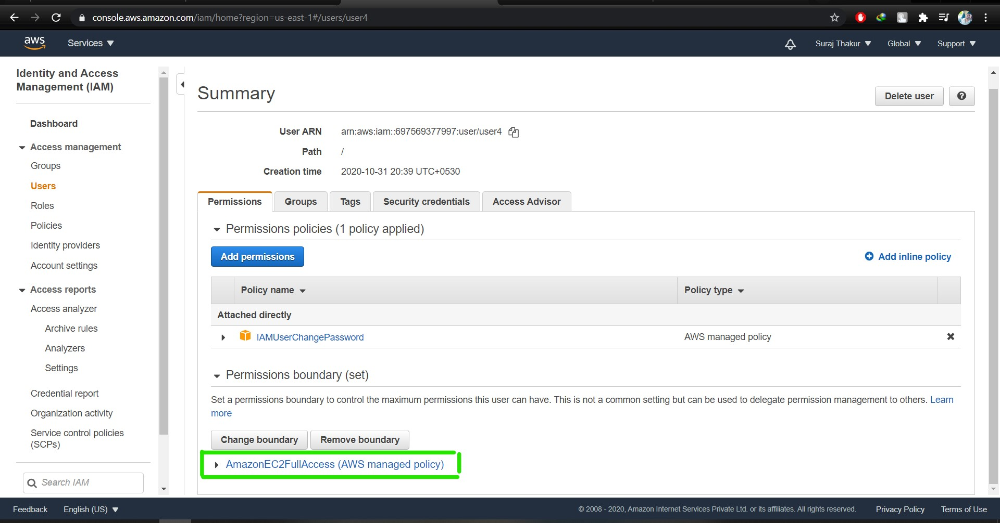 console.aws.amazon.com/iam/home?region=us-east-1#/users/user4
aws
Services
Suraj Thakur
Global
Support
Identity and Access
Management (IAM)
Dashboard
Access management
Groups
Users
Roles
Policies
Identity providers
Account settings
Access reports
Access analyzer
Archive rules
Analyzers
Settings
Credential report
Organization activity
Service control policies
(SCPs)
Search IAM
Summary
Delete user
?
User ARN arn:aws:iam::697569377997:user/user4
Path /
Creation time 2020-10-31 20:39 UTC+0530
Permissions Groups Tags Security credentials Access Advisor
Permissions policies (1 policy applied)
Add permissions
Add inline policy
Policy name Policy type
Attached directly
IAMUserChangePassword AWS managed policy
Permissions boundary (set)
Set a permissions boundary to control the maximum permissions this user can have. This is not a common setting but can be used to delegate permission management to others. Learn
more
Change boundary Remove boundary
AmazonEC2FullAccess (AWS managed policy)
Feedback
English (US)
© 2008 - 2020, Amazon Internet Services Private Ltd. or its affiliates. All rights reserved.
Privacy Policy
Terms of Use